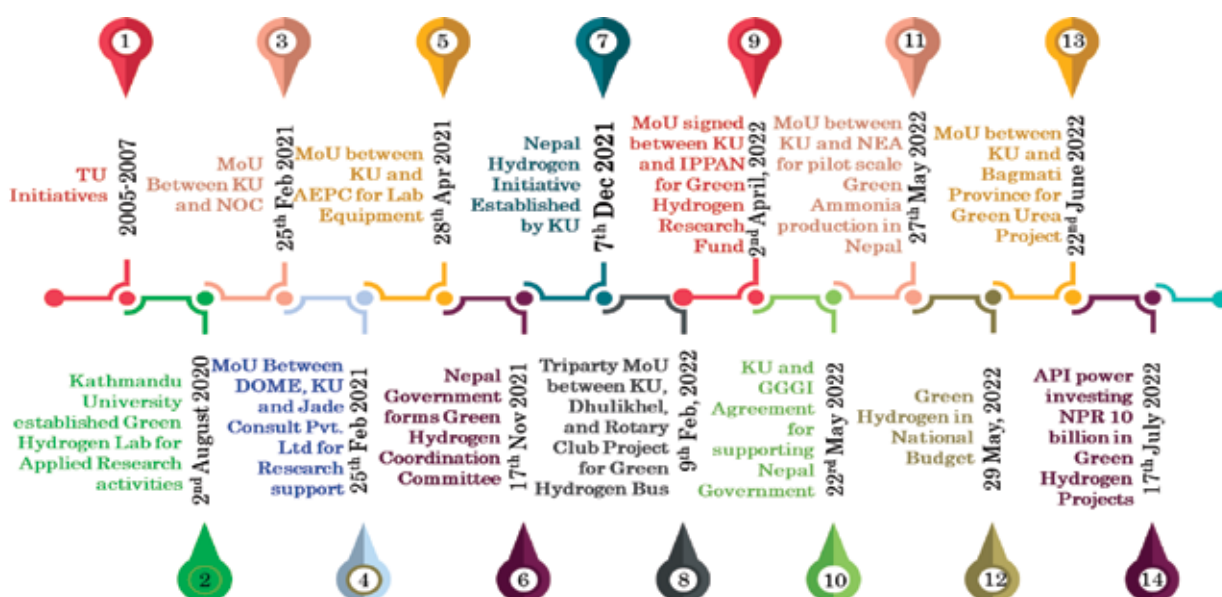 1
TU
Initiatives
2005-2007
2
Kathmandu
University
established Green
Hydrogen Lab for
Applied Research
activities
2nd August 2020
3
MoU
Between KU
and NOC
25th Feb 2021
4
MoU Between
DOME, KU
and Jade
Consult Pvt.
Ltd for
Research
support
25th Feb 2021
5
MoU between
KU and
AEPC for Lab
Equipment
28th Apr 2021
6
Nepal
Government
forms Green
Hydrogen
Coordination
Committee
17th Nov 2021
7
Nepal
Hydrogen
Initiative
Established
by KU
7th Dec 2021
8
Triparty MoU
between KU,
Dhulikhel,
and Rotary
Club Project
for Green
Hydrogen Bus
9th Feb, 2022
9
MoU signed
between KU
and IPPAN
for Green
Hydrogen
Research
Fund
2nd April, 2022
10
KU and
GGGI
Agreement
for
supporting
Nepal
Government
22rd May 2022
11
MoU between
KU and NEA
for pilot scale
Green
Ammonia
production in
Nepal
27th May 2022
12
Green
Hydrogen in
National
Budget
29 May, 2022
13
MoU between
KU and
Bagmati
Province for
Green Urea
Project
22nd June 2022
14
API power
investing
NPR 10
billion in
Green
Hydrogen
Projects
17th July 2022